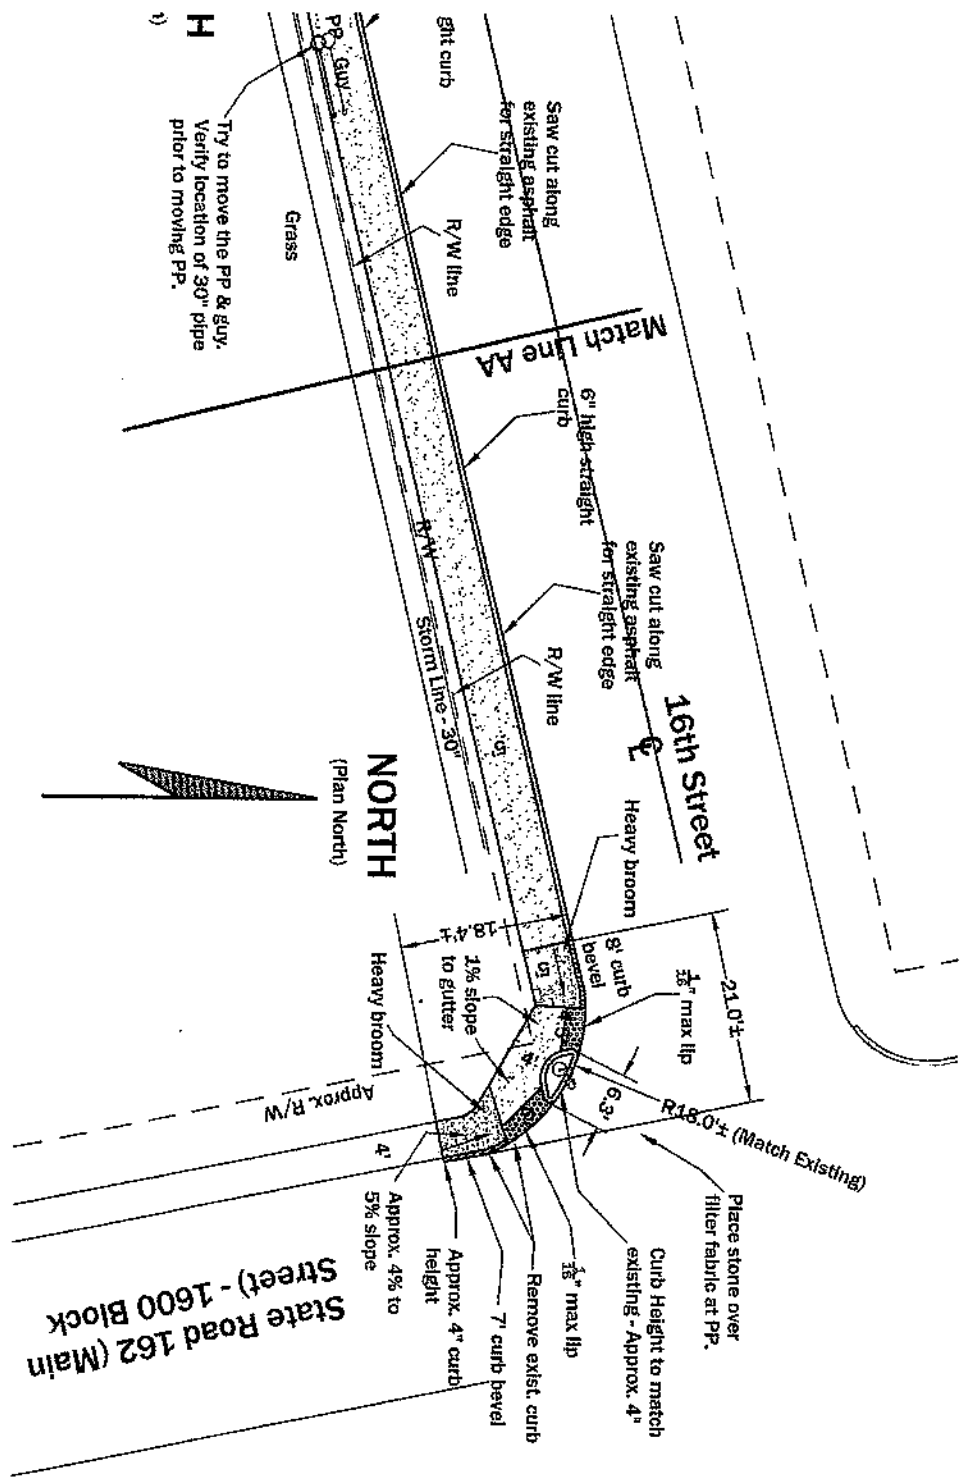 H
t)
PP
Guy
ght curb
Try to move the PP & guy.
Verify location of 30" pipe
prior to moving PP.
Grass
Saw cut along
existing asphalt
for straight edge
R/W line
Match Line AA
6" high straight
curb
R/W
Storm Line - 30"
Saw cut along
existing asphalt
for straight edge
R/W line
5'
16th Street
CL
NORTH
(Plan North)
Heavy broom
8' curb
bevel
18.4'±
5'
1% slope
to gutter
Heavy broom
1/16" max lip
21.0'±
4'
6.3'
R18.0'± (Match Existing)
Approx. R/W
4'
Approx. 4% to
5% slope
Approx. 4" curb
height
7' curb bevel
Remove exist. curb
1/16" max lip
Curb Height to match
existing - Approx. 4"
Place stone over
filter fabric at PP.
State Road 162 (Main
Street) - 1600 Block